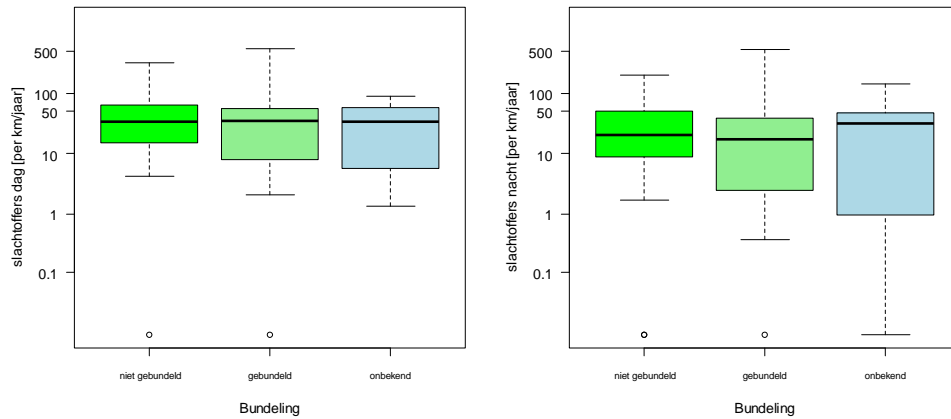 slachtoffers dag [per km/jaar]
500
100
50
10
1
0.1
niet gebundeld
gebundeld
onbekend
Bundeling
slachtoffers nacht [per km/jaar]
500
100
50
10
1
0.1
niet gebundeld
gebundeld
onbekend
Bundeling